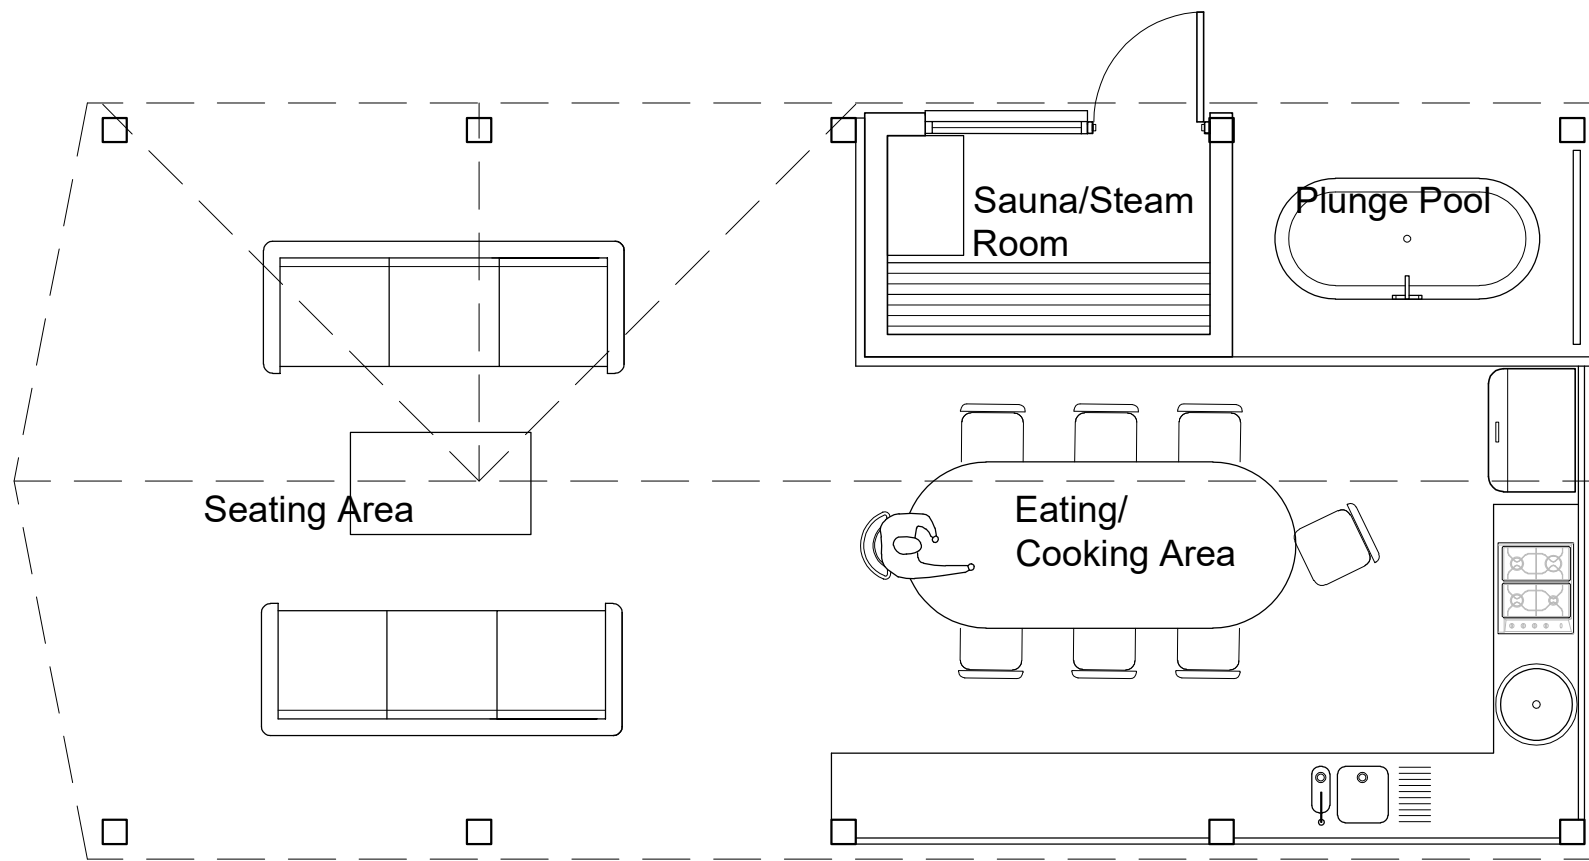 Sauna/Steam
Room
Plunge Pool
Seating Area
Eating/
Cooking Area